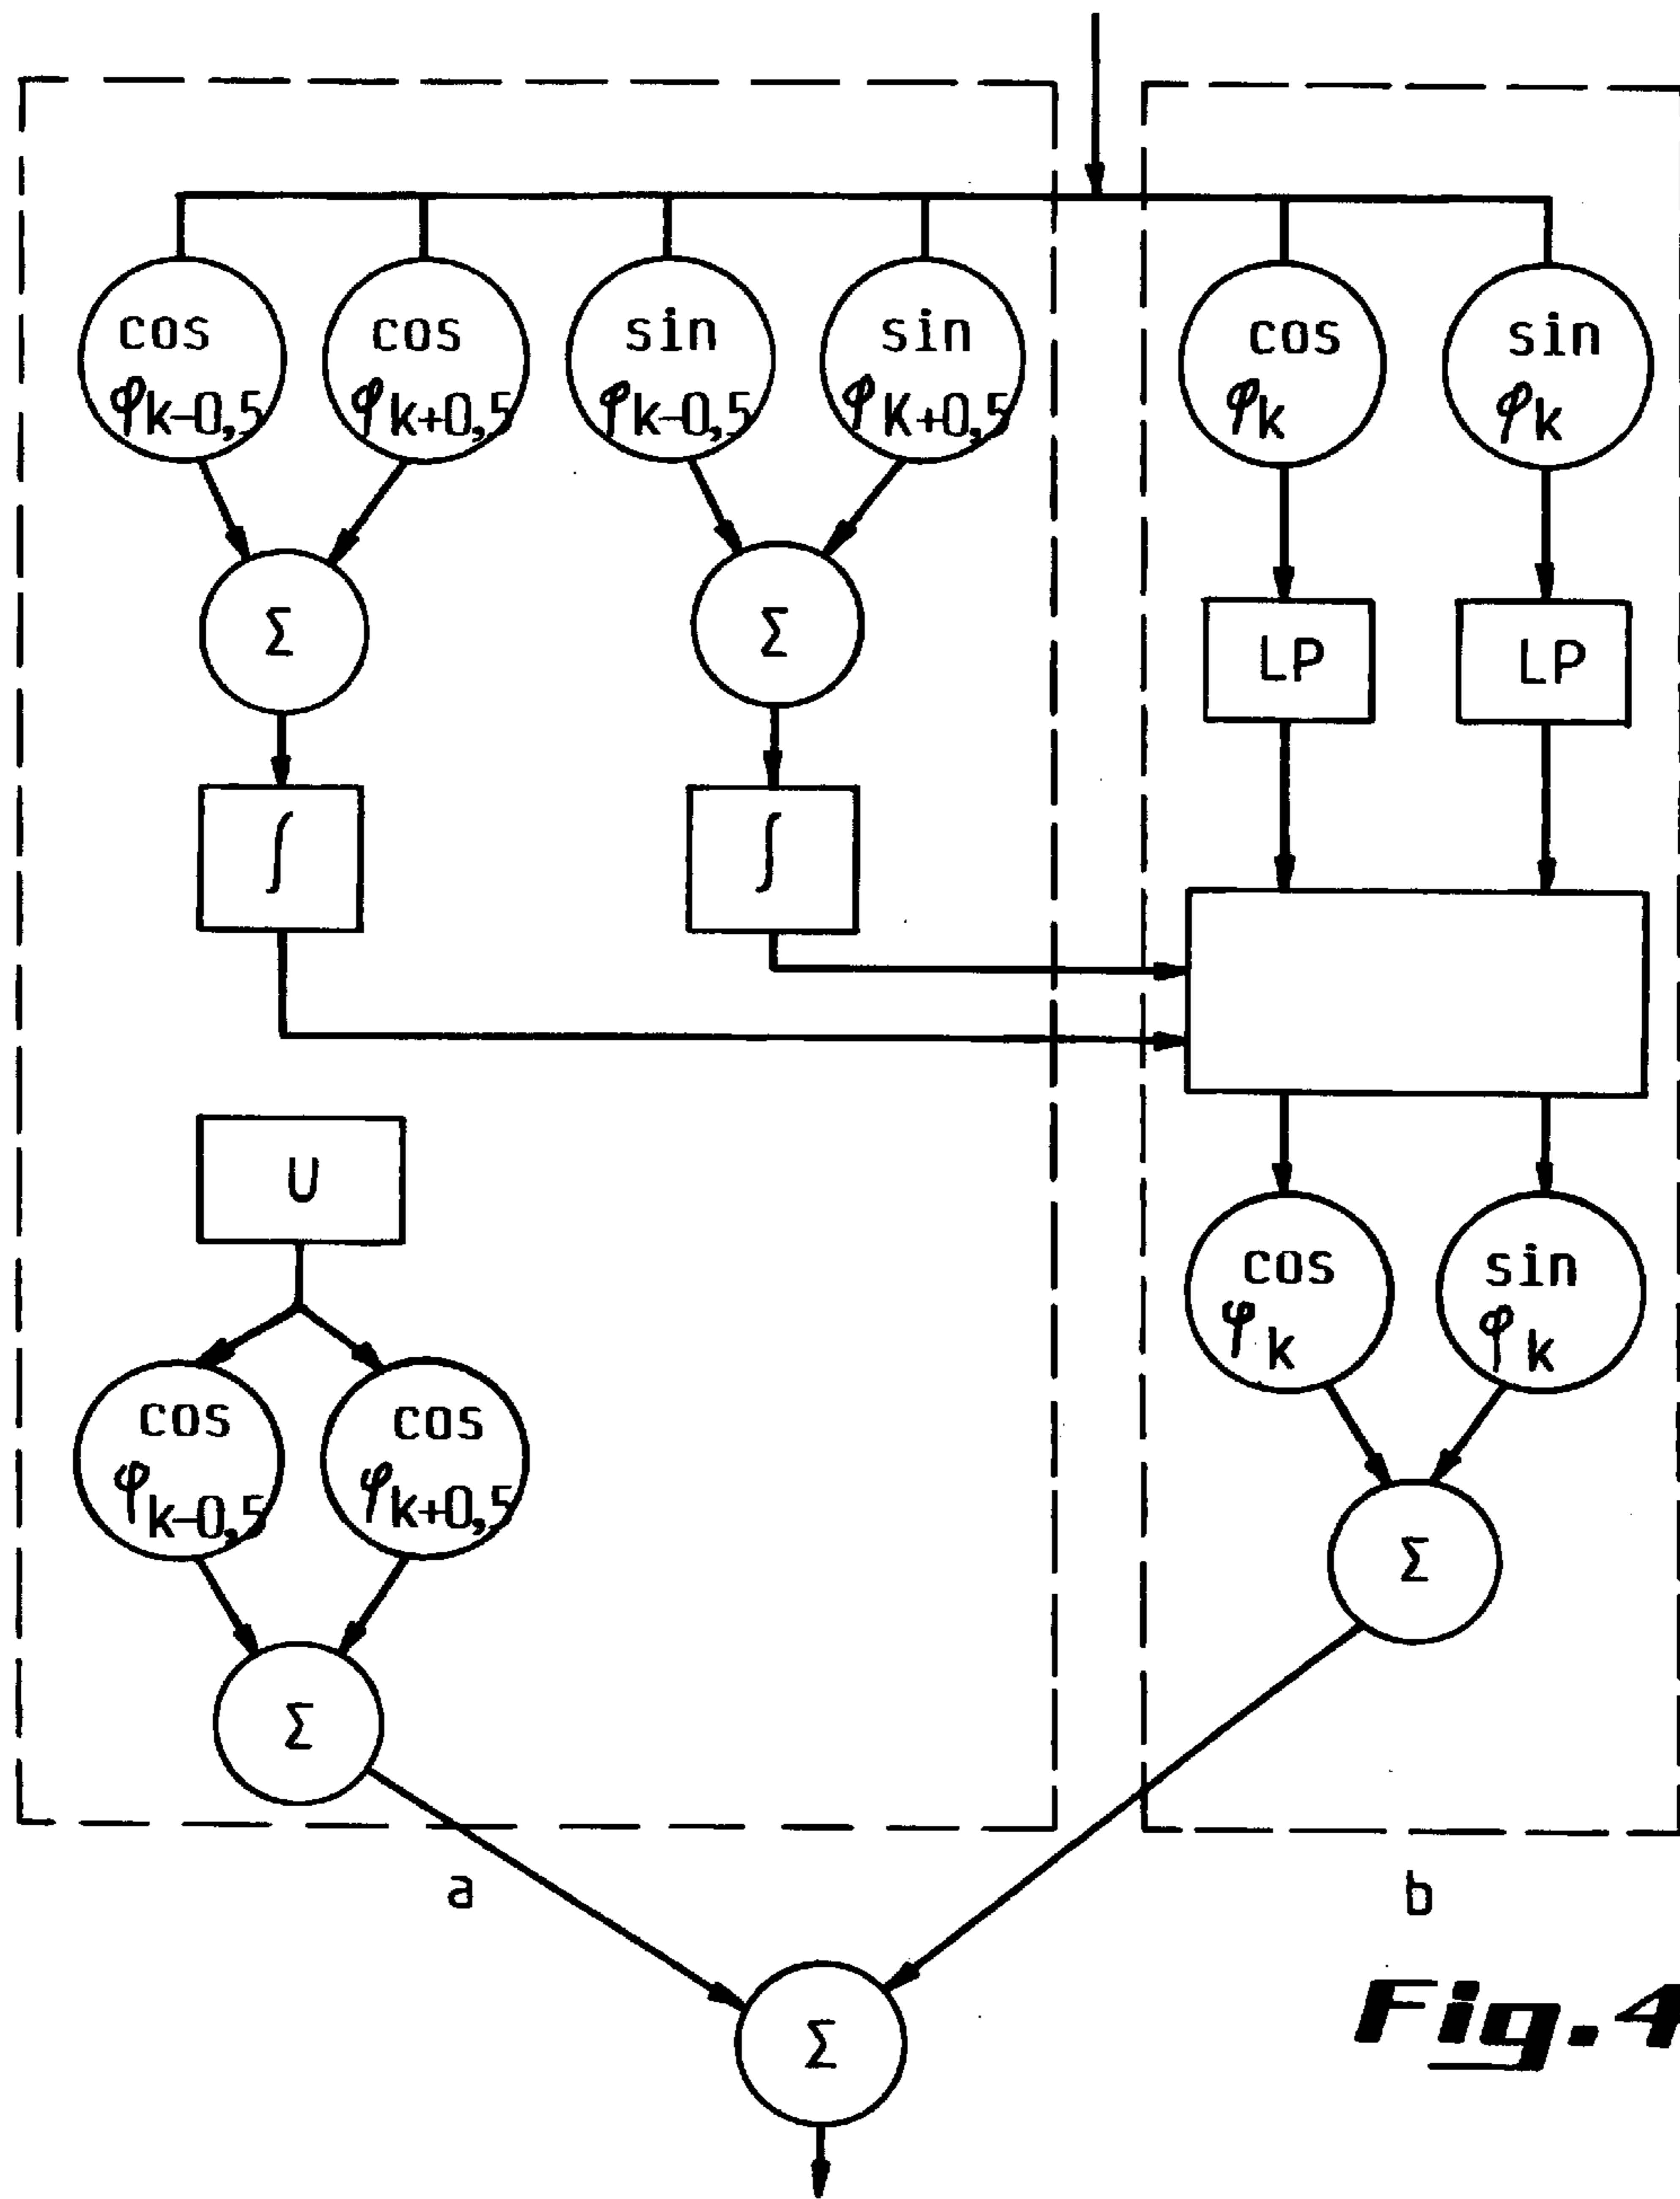 cos φk-0,5
cos φk+0,5
sin φk-0,5
sin φK+0,5
cos φk
sin φk
Σ
Σ
LP
LP
∫
∫
U
cos φk
sin φk
cos φk-0,5
cos φk+0,5
Σ
Σ
a
b
Σ
Fig.4